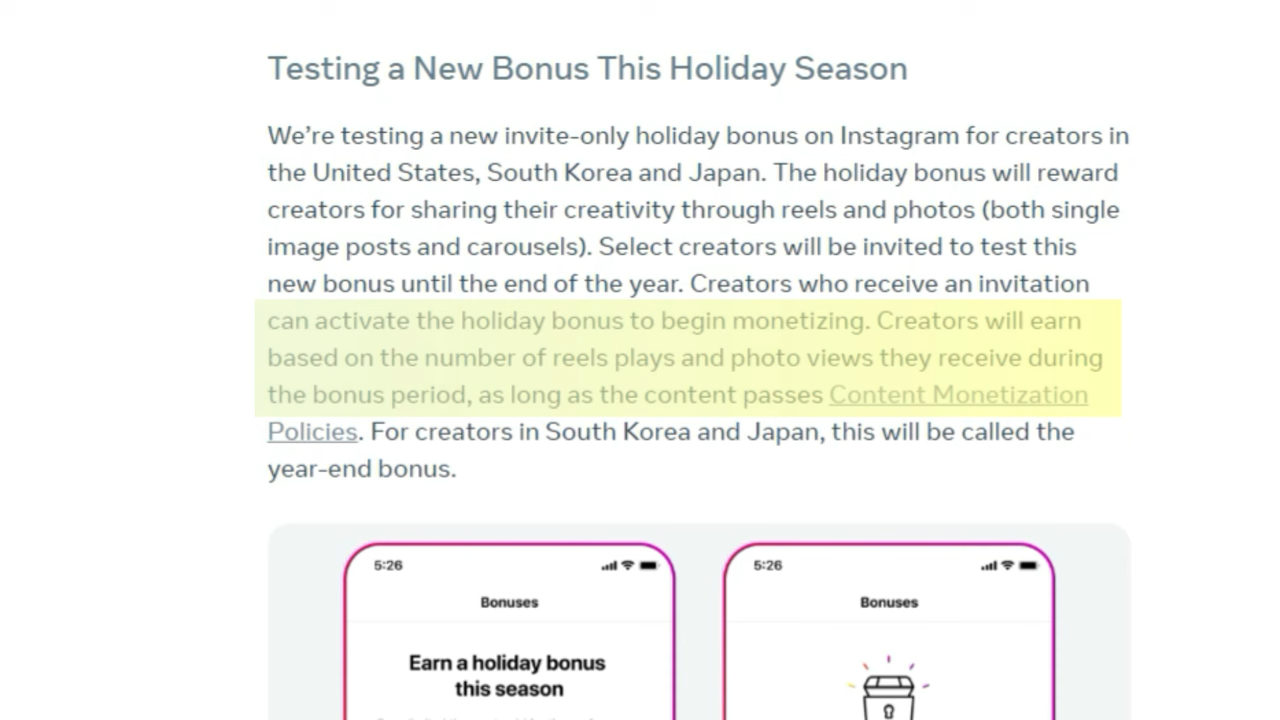 Testing a New Bonus This Holiday Season
We’re testing a new invite-only holiday bonus on Instagram for creators in
the United States, South Korea and Japan. The holiday bonus will reward
creators for sharing their creativity through reels and photos (both single
image posts and carousels). Select creators will be invited to test this
new bonus until the end of the year. Creators who receive an invitation
can activate the holiday bonus to begin monetizing. Creators will earn
based on the number of reels plays and photo views they receive during
the bonus period, as long as the content passes Content Monetization
Policies. For creators in South Korea and Japan, this will be called the
year-end bonus.
5:26
Bonuses
Earn a holiday bonus
this season
5:26
Bonuses